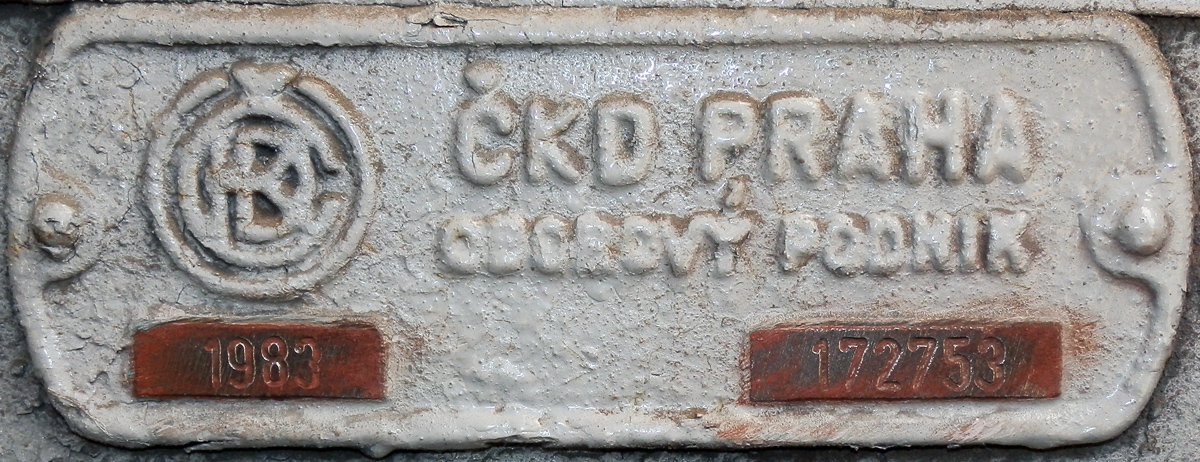 ČKD PRAHA
OBOROVÝ PODNIK
1983 172753